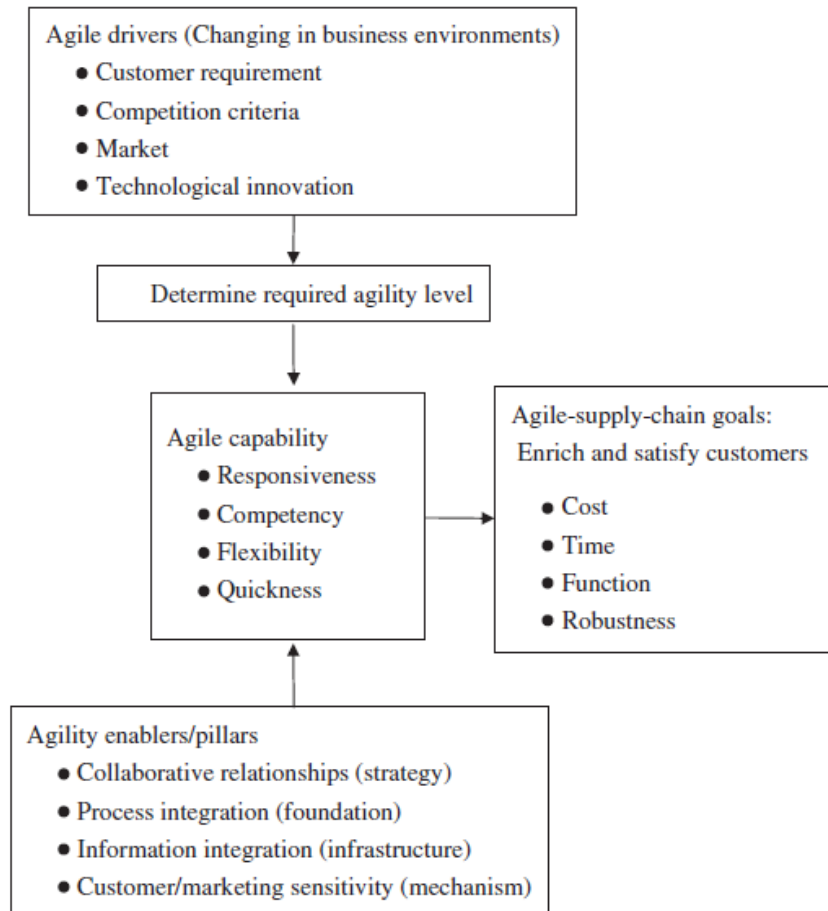 Agile drivers (Changing in business environments)
● Customer requirement
● Competition criteria
● Market
● Technological innovation
Determine required agility level
Agile capability
● Responsiveness
● Competency
● Flexibility
● Quickness
Agile-supply-chain goals:
Enrich and satisfy customers
● Cost
● Time
● Function
● Robustness
Agility enablers/pillars
● Collaborative relationships (strategy)
● Process integration (foundation)
● Information integration (infrastructure)
● Customer/marketing sensitivity (mechanism)